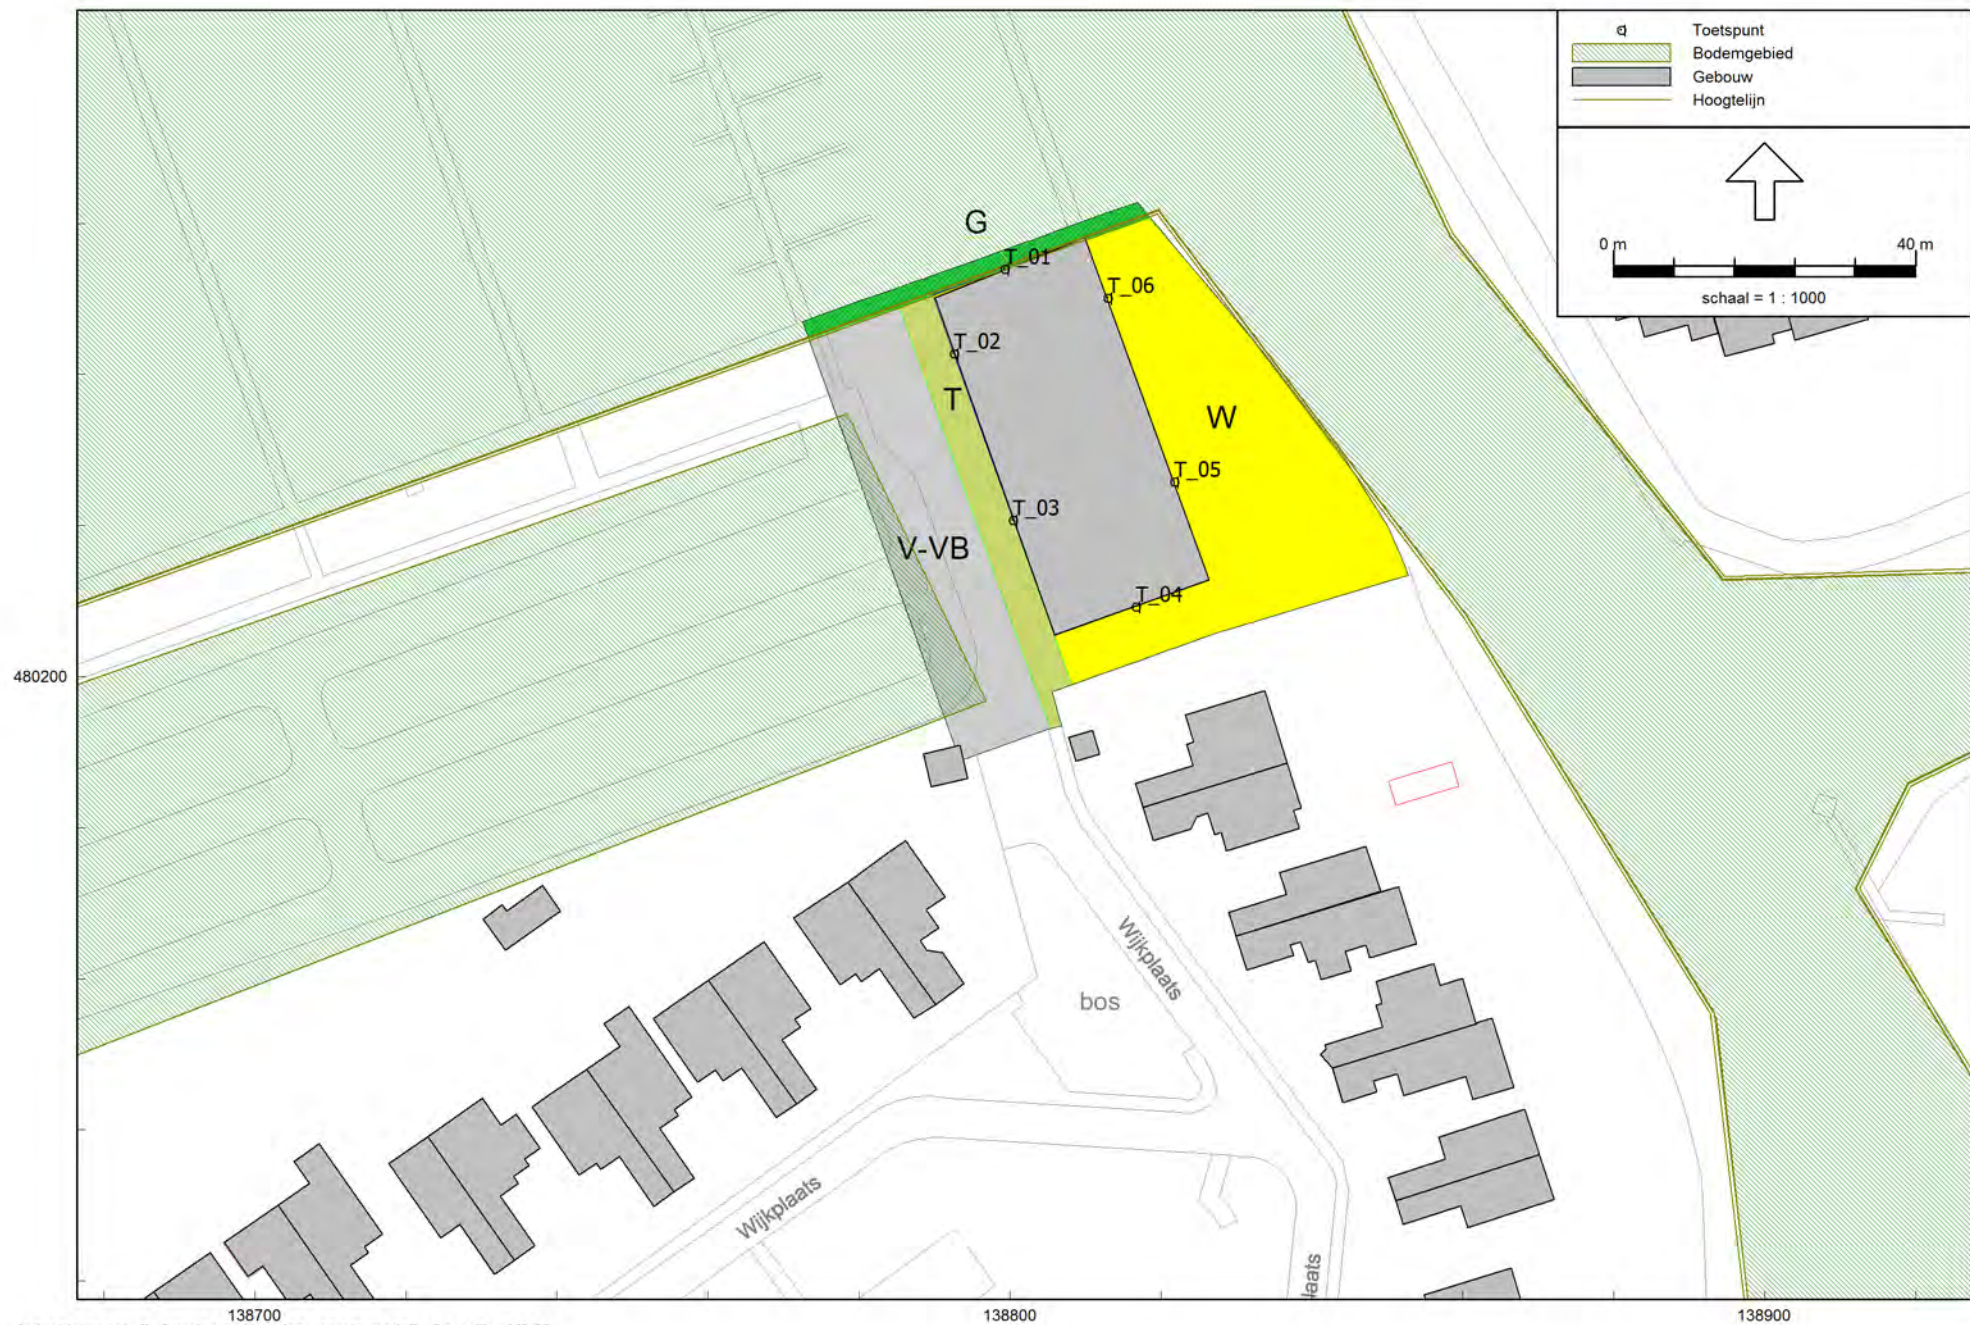 Toetspunt
Bodemgebied
Gebouw
Hoogtelijn
0 m 40 m
schaal = 1 : 1000
G
T_01
T_06
T_02
T
W
T_05
T_03
V-VB
T_04
480200
Wijkplaats
bos
Wijkplaats
laats
138700 138800 138900